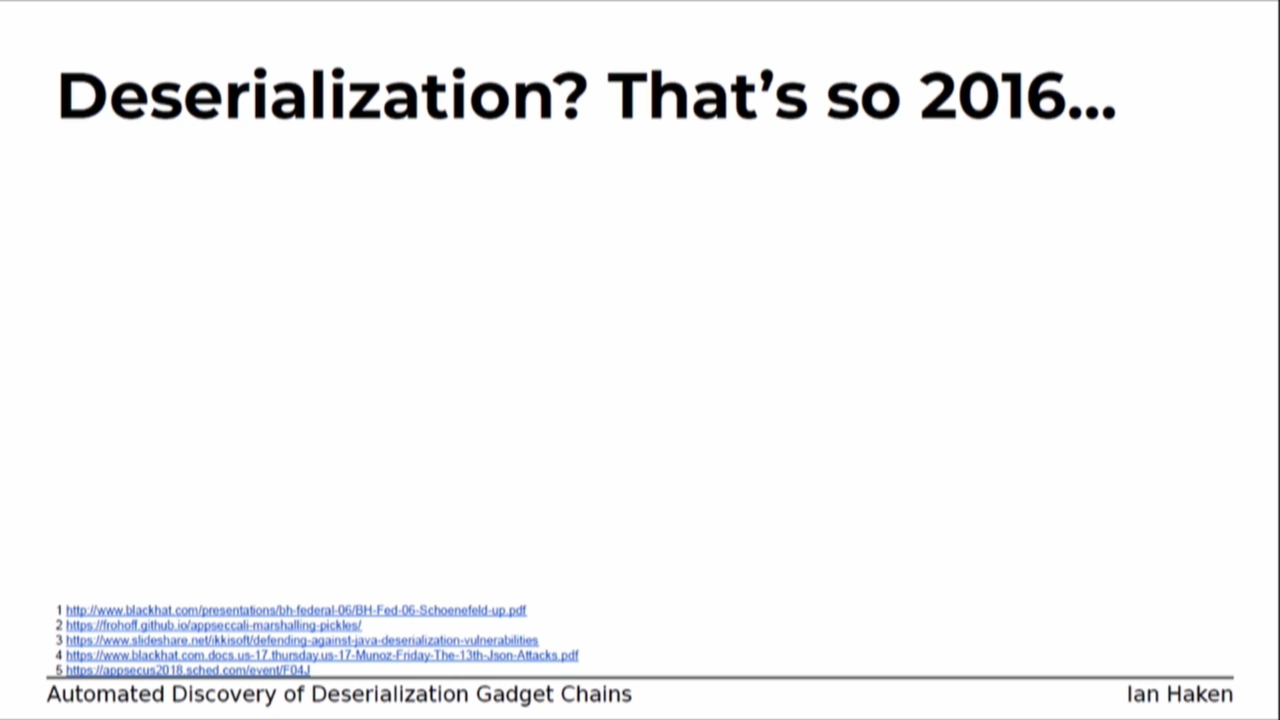 Deserialization? That’s so 2016...
1 http://www.blackhat.com/presentations/bh-federal-06/BH-Fed-06-Schoenefeld-up.pdf
2 https://frohoff.github.io/appseccali-marshalling-pickles/
3 https://www.slideshare.net/ikkisoft/defending-against-java-deserialization-vulnerabilities
4 https://www.blackhat.com.docs.us-17.thursday.us-17-Munoz-Friday-The-13th-Json-Attacks.pdf
5 https://appsecus2018.sched.com/event/F04J
Automated Discovery of Deserialization Gadget Chains
Ian Haken